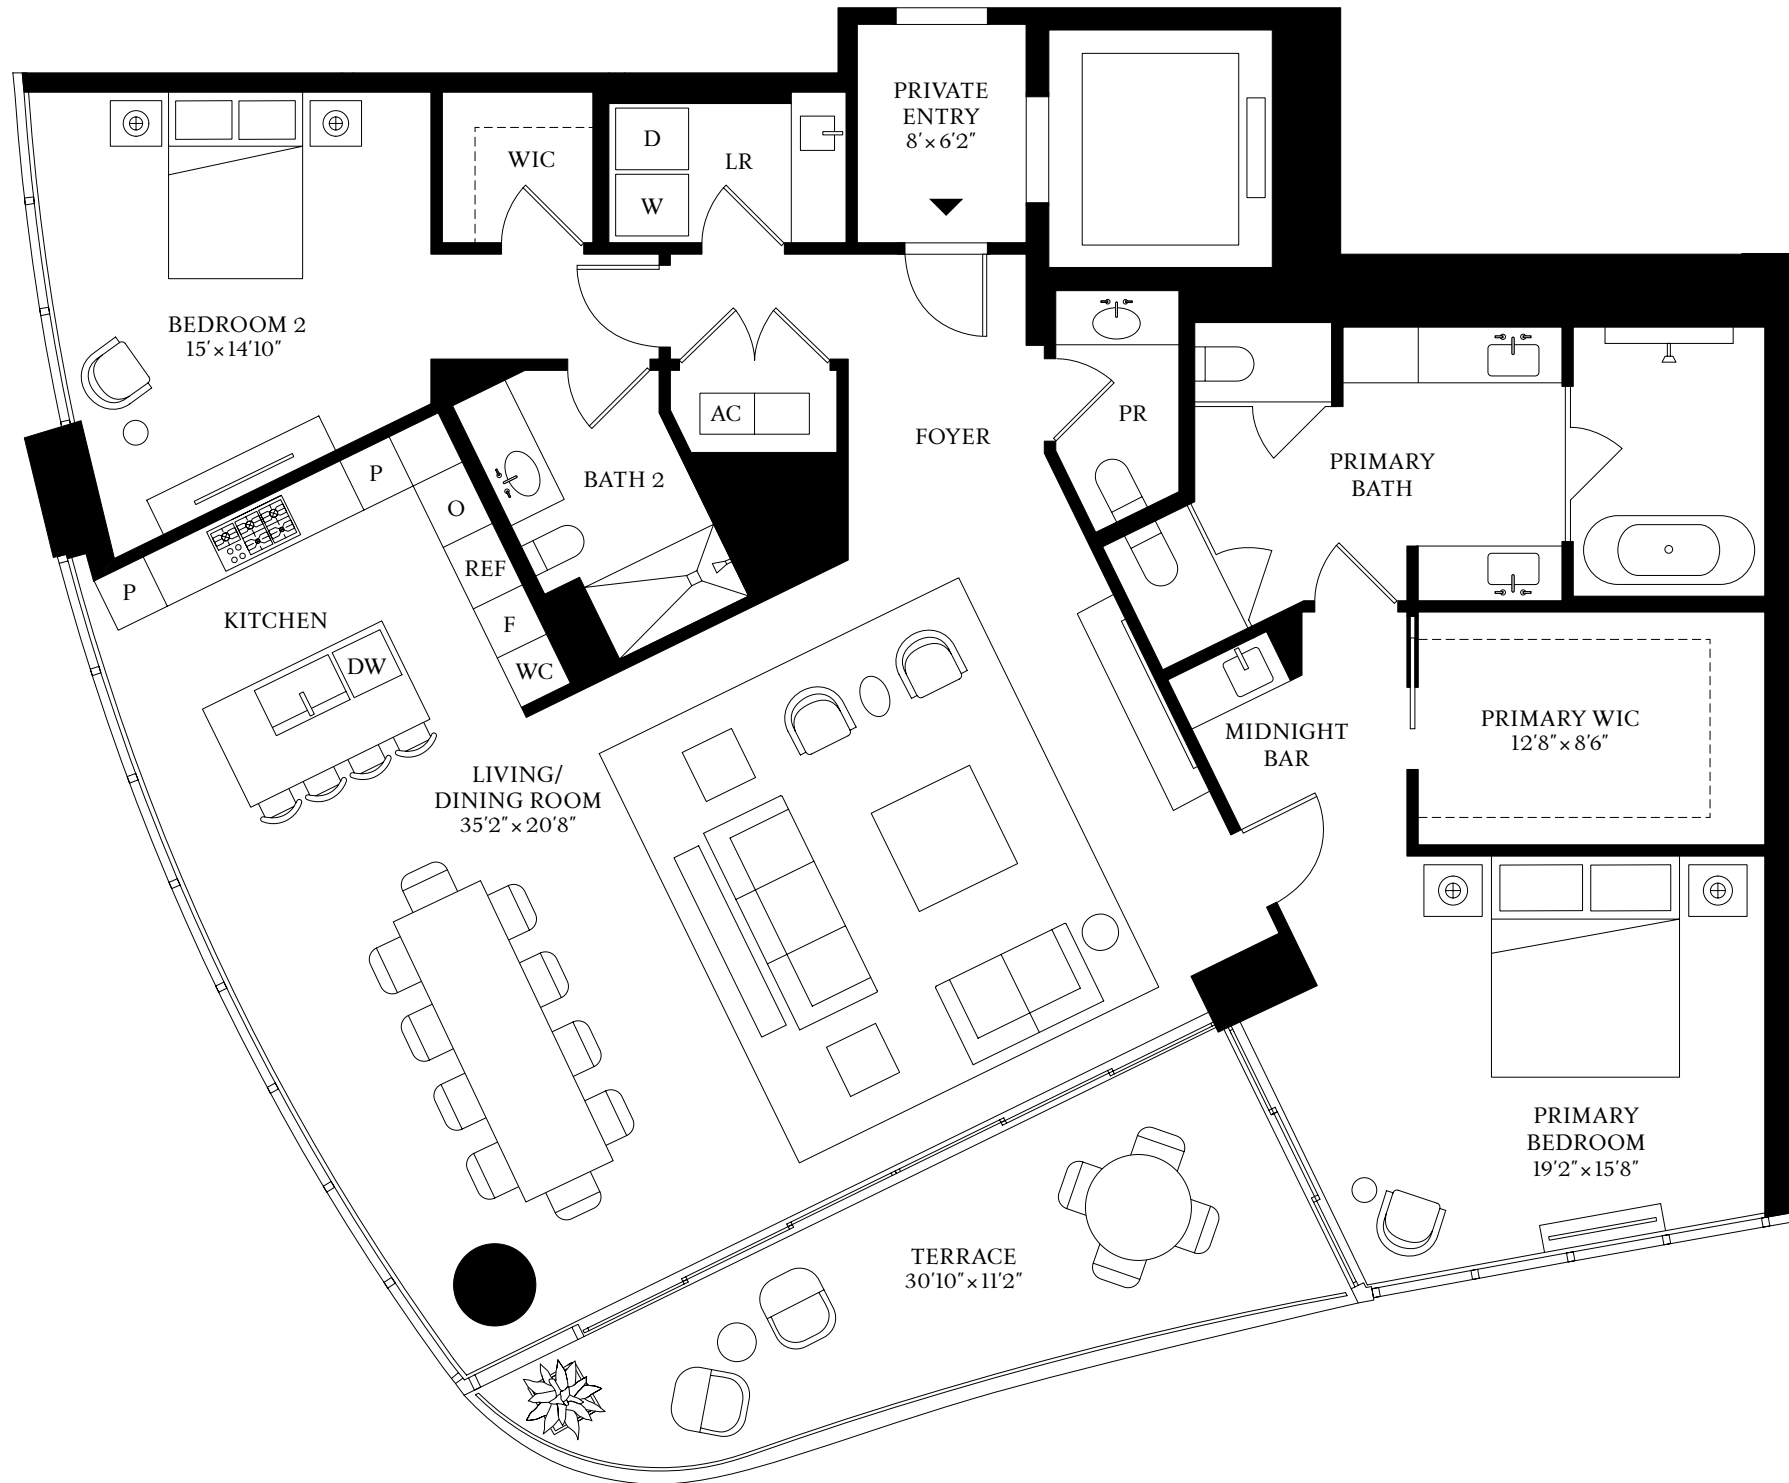 PRIVATE
ENTRY
8'×6'2"
D
W
LR
WIC
BEDROOM 2
15'×14'10"
AC
PR
FOYER
PRIMARY
BATH
BATH 2
P
O
REF
F
WC
P
KITCHEN
DW
MIDNIGHT
BAR
PRIMARY WIC
12'8"×8'6"
LIVING/
DINING ROOM
35'2"×20'8"
PRIMARY
BEDROOM
19'2"×15'8"
TERRACE
30'10"×11'2"